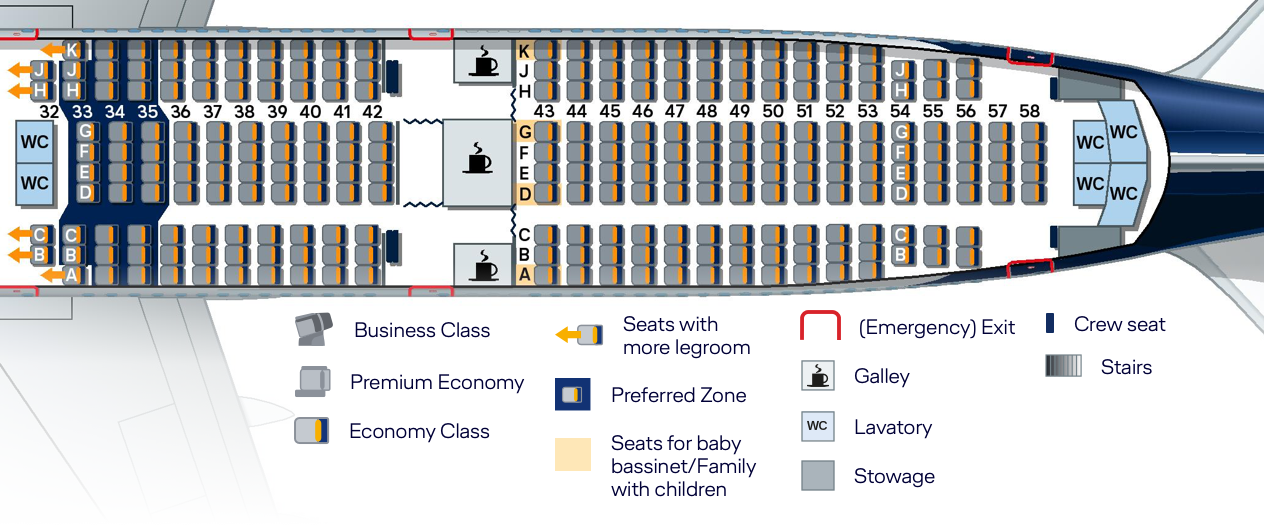 K K
J J J J
H H H H
32 33 34 35 36 37 38 39 40 41 42 43 44 45 46 47 48 49 50 51 52 53 54 55 56 57 58
G G G
WC F F F WC WC
E E E
WC D D D WC WC
C C C C
B B B B
A A
Business Class
Premium Economy
Economy Class
Seats with
more legroom
Preferred Zone
Seats for baby
bassinet/Family
with children
(Emergency) Exit
Galley
WC Lavatory
Stowage
Crew seat
Stairs